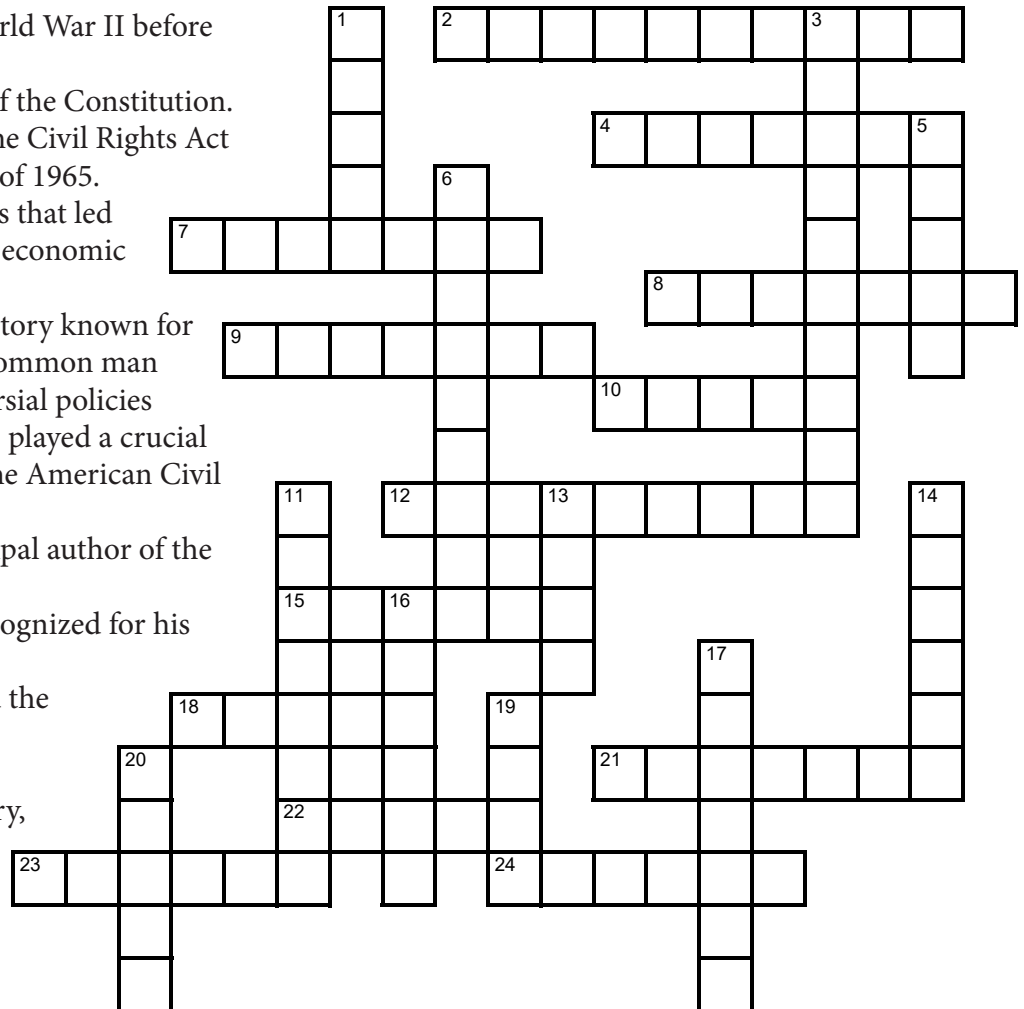 rld War II before
f the Constitution.
he Civil Rights Act
of 1965.
s that led
economic
tory known for
ommon man
rsial policies
played a crucial
he American Civil
pal author of the
ognized for his
the
ry,
1
2
3
4
5
6
7
8
9
10
11
12
13
14
15
16
17
18
19
20
21
22
23
24